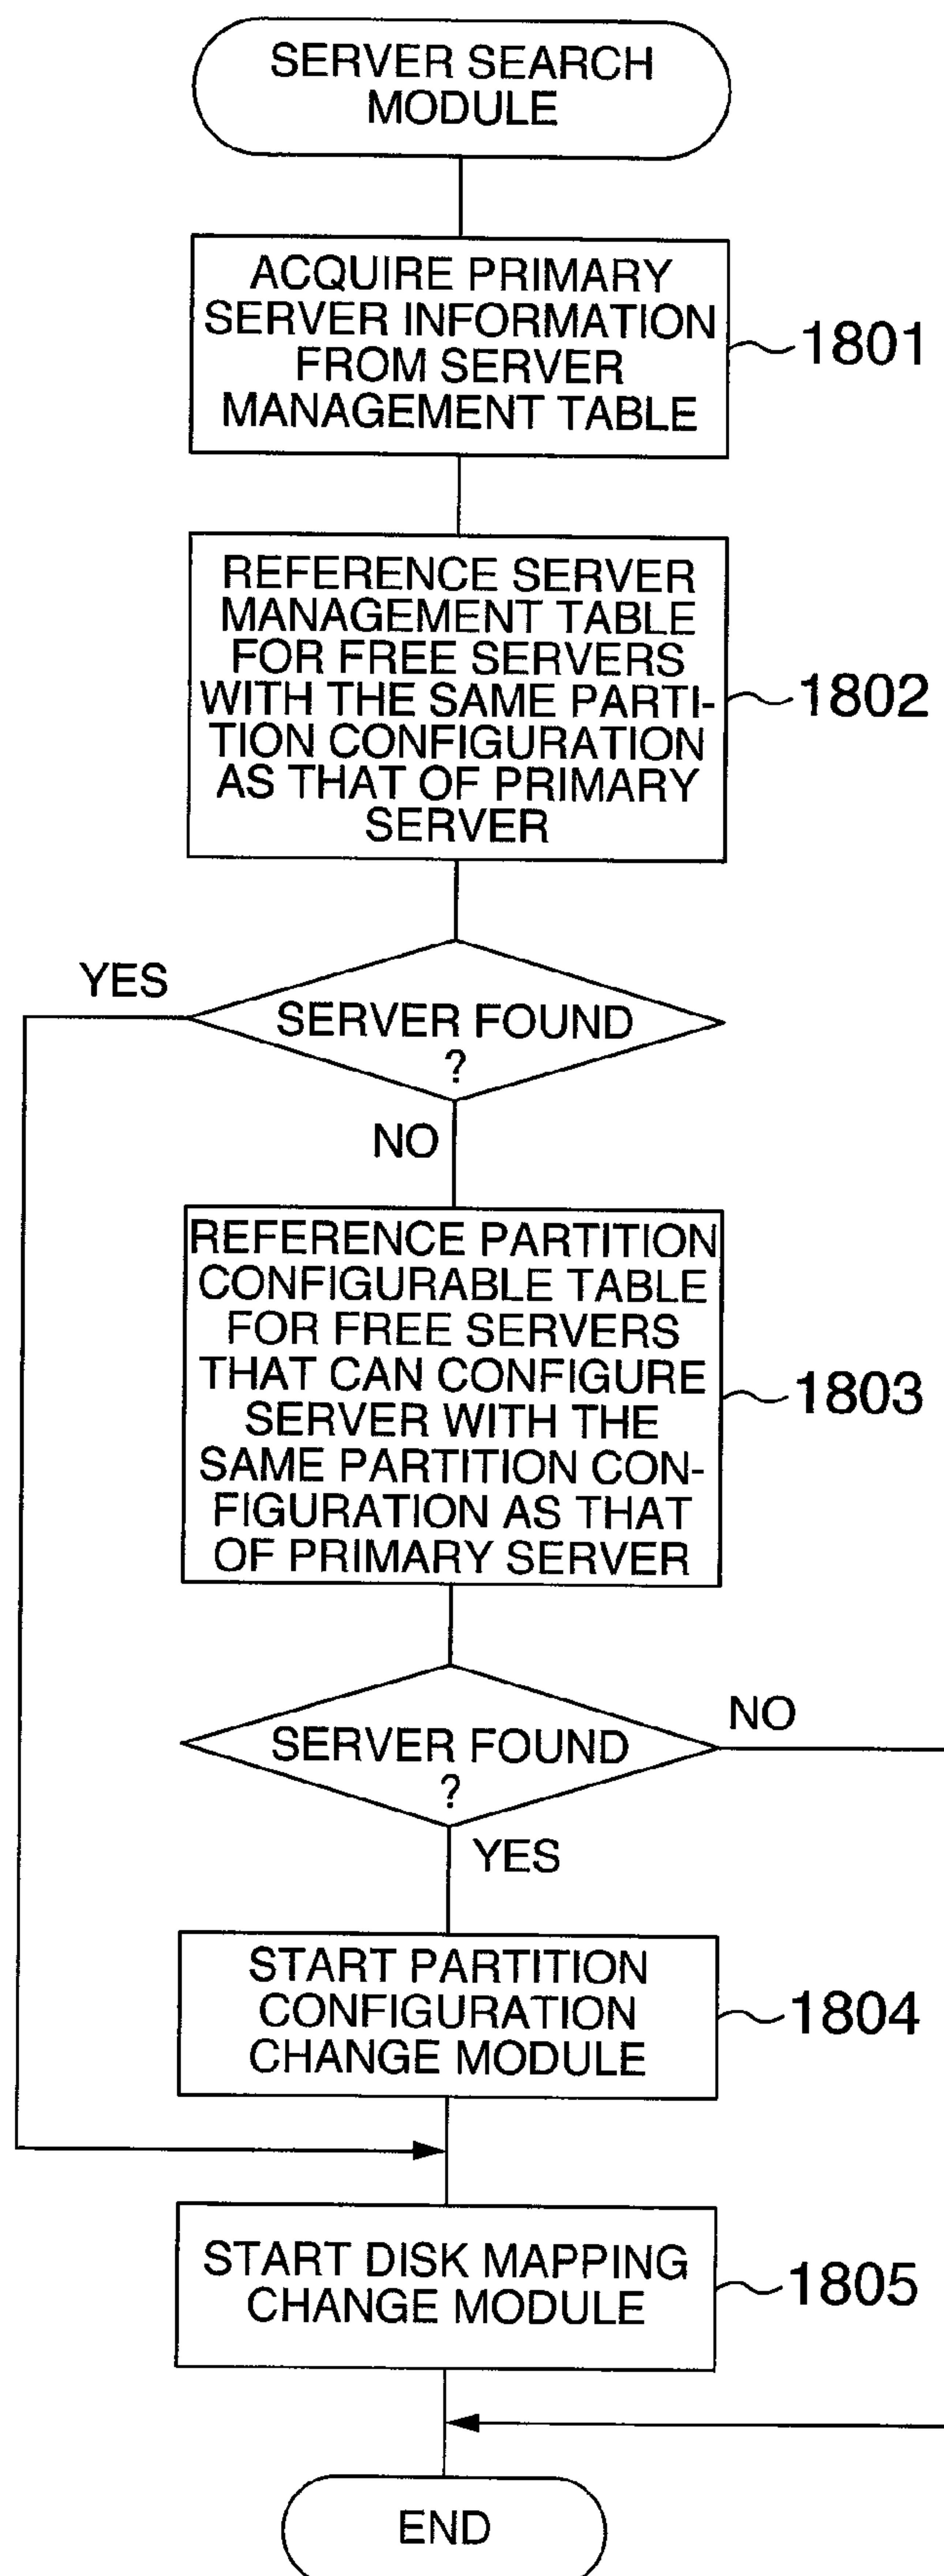 SERVER SEARCH
MODULE
ACQUIRE PRIMARY
SERVER INFORMATION
FROM SERVER
MANAGEMENT TABLE
1801
REFERENCE SERVER
MANAGEMENT TABLE
FOR FREE SERVERS
WITH THE SAME PARTI-
TION CONFIGURATION
AS THAT OF PRIMARY
SERVER
1802
YES
SERVER FOUND
?
NO
REFERENCE PARTITION
CONFIGURABLE TABLE
FOR FREE SERVERS
THAT CAN CONFIGURE
SERVER WITH THE
SAME PARTITION CON-
FIGURATION AS THAT
OF PRIMARY SERVER
1803
NO
SERVER FOUND
?
YES
START PARTITION
CONFIGURATION
CHANGE MODULE
1804
START DISK MAPPING
CHANGE MODULE
1805
END